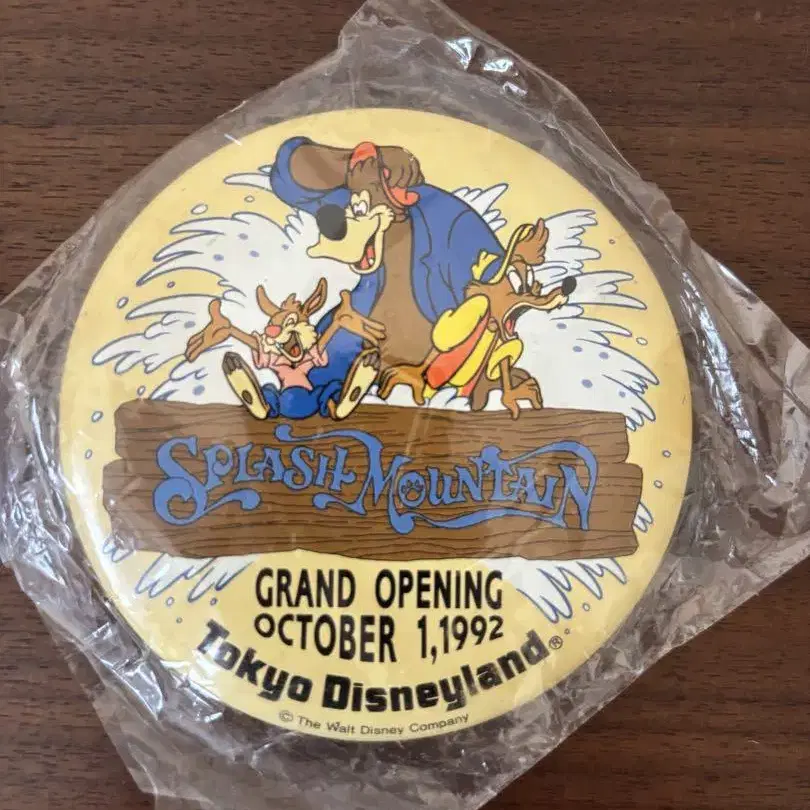 SPLASH MOUNTAIN
GRAND OPENING
OCTOBER 1,1992
Tokyo Disneyland®
© The Walt Disney Company